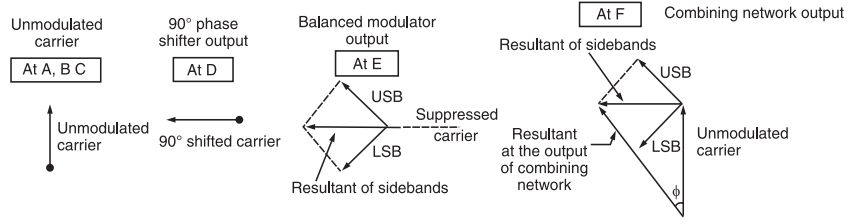 Unmodulated
carrier
At A, B C
Unmodulated
carrier
90° phase
shifter output
At D
90° shifted carrier
Balanced modulator
output
At E
USB
LSB
Suppressed
carrier
Resultant of sidebands
At F
Combining network output
Resultant of sidebands
USB
LSB
Unmodulated
carrier
Resultant
at the output
of combining
network
ϕ